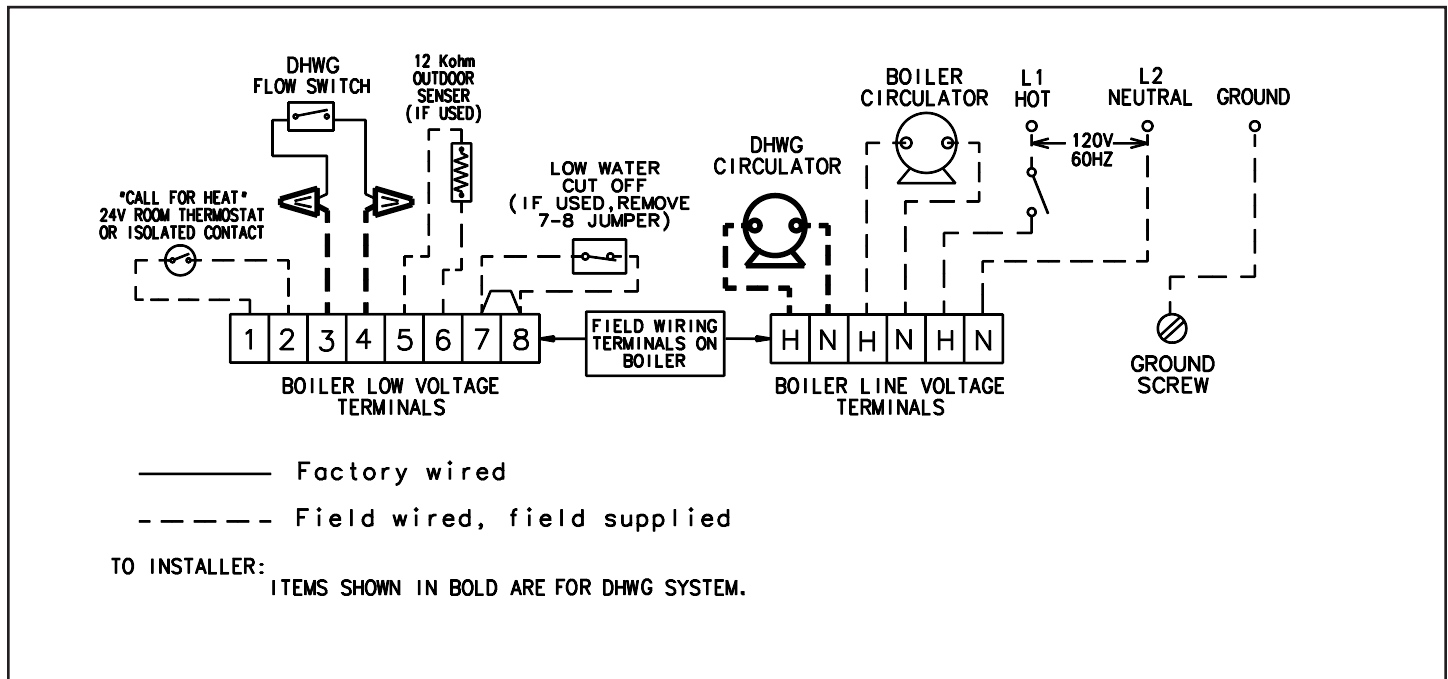 DHWG
FLOW SWITCH
12 Kohm
OUTDOOR
SENSER
(IF USED)
"CALL FOR HEAT"
24V ROOM THERMOSTAT
OR ISOLATED CONTACT
LOW WATER
CUT OFF
(IF USED,REMOVE
7-8 JUMPER)
DHWG
CIRCULATOR
BOILER
CIRCULATOR
L1
HOT
L2
NEUTRAL
GROUND
120V
60HZ
1 2 3 4 5 6 7 8
FIELD WIRING
TERMINALS ON
BOILER
H N H N H N
BOILER LOW VOLTAGE
TERMINALS
BOILER LINE VOLTAGE
TERMINALS
GROUND
SCREW
Factory wired
Field wired, field supplied
TO INSTALLER:
ITEMS SHOWN IN BOLD ARE FOR DHWG SYSTEM.